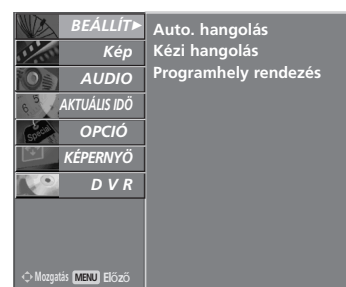 BEÁLLÍT
Kép
AUDIO
AKTUÁLIS IDŐ
OPCIÓ
KÉPERNYŐ
D V R
Auto. hangolás
Kézi hangolás
Programhely rendezés
Mozgatás MENU Előző